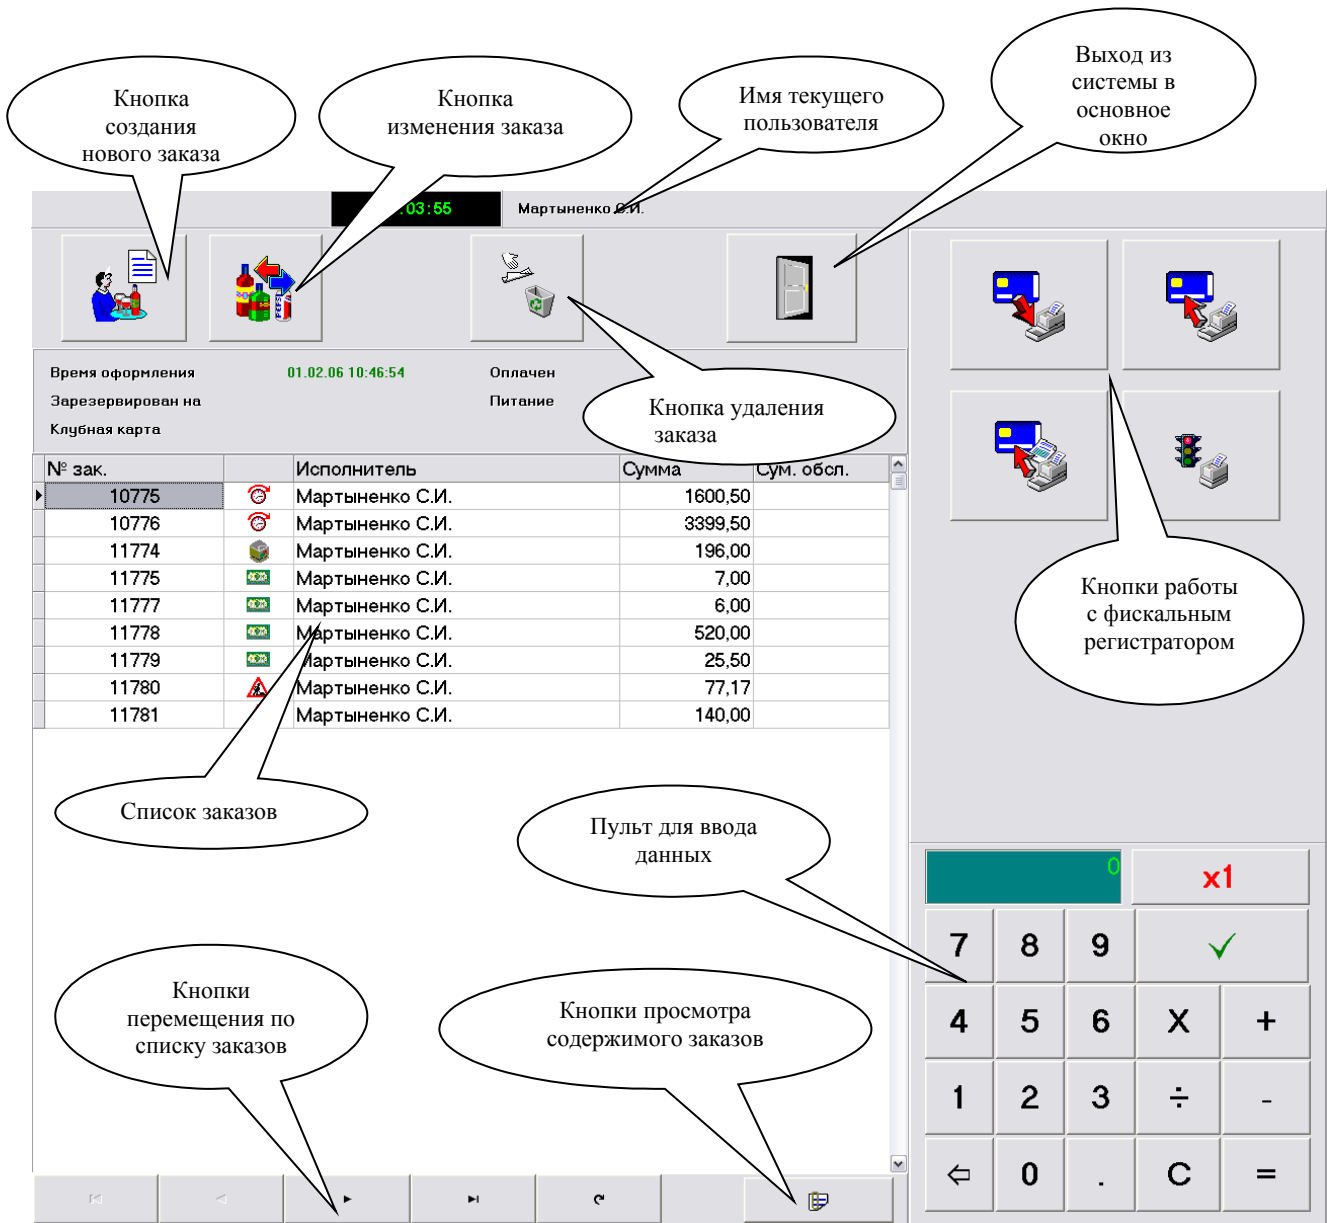 Выход из
системы в
основное
окно
Кнопка
создания
нового заказа
Кнопка
изменения заказа
Имя текущего
пользователя
03:55
Мартыненко С.И.
Время оформления 01.02.06 10:46:54 Оплачен
Зарезервирован на Питание
Клубная карта
Кнопка удаления
заказа
№ зак. Исполнитель Сумма Сум. обсл.
10775 Мартыненко С.И. 1600,50
10776 Мартыненко С.И. 3399,50
11774 Мартыненко С.И. 196,00
11775 Мартыненко С.И. 7,00
11777 Мартыненко С.И. 6,00
11778 Мартыненко С.И. 520,00
11779 Мартыненко С.И. 25,50
11780 Мартыненко С.И. 77,17
11781 Мартыненко С.И. 140,00
Кнопки работы
с фискальным
регистратором
Список заказов
Пульт для ввода
данных
0 x1
7 8 9
4 5 6 X +
1 2 3 ÷ -
0 . C =
Кнопки
перемещения по
списку заказов
Кнопки просмотра
содержимого заказов